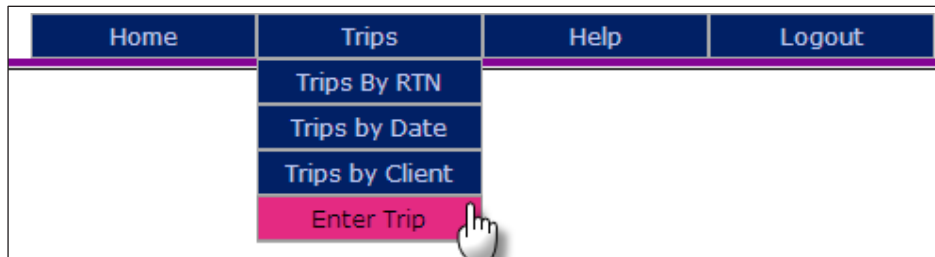 Home Trips Help Logout
Trips By RTN
Trips by Date
Trips by Client
Enter Trip